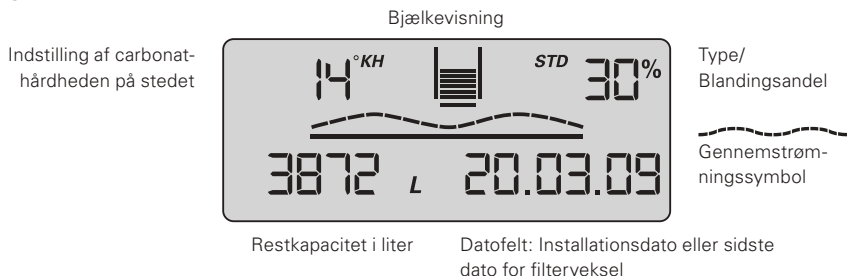 Bjælkevisning
Indstilling af carbonat-
hårdheden på stedet
14 °KH
STD 30%
Type/
Blandingsandel
Gennemstrøm-
ningssymbol
3872 L 20.03.09
Restkapacitet i liter
Datofelt: Installationsdato eller sidste
dato for filterveksel